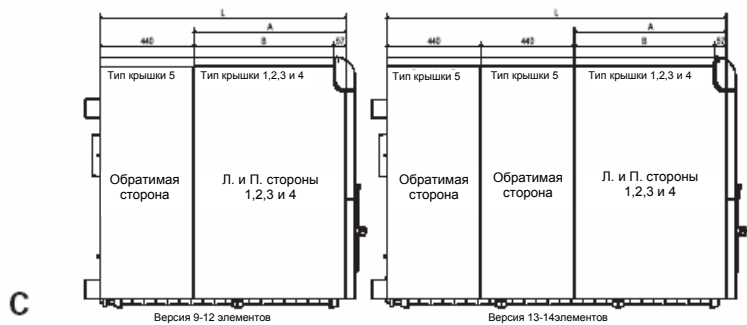 L
A
440
B
52
Тип крышки 5
Тип крышки 1,2,3 и 4
Обратимая
сторона
Л. и П. стороны
1,2,3 и 4
Версия 9-12 элементов
L
A
440
440
B
52
Тип крышки 5
Тип крышки 5
Тип крышки 1,2,3 и 4
Обратимая
сторона
Обратимая
сторона
Л. и П. стороны
1,2,3 и 4
Версия 13-14элементов
C